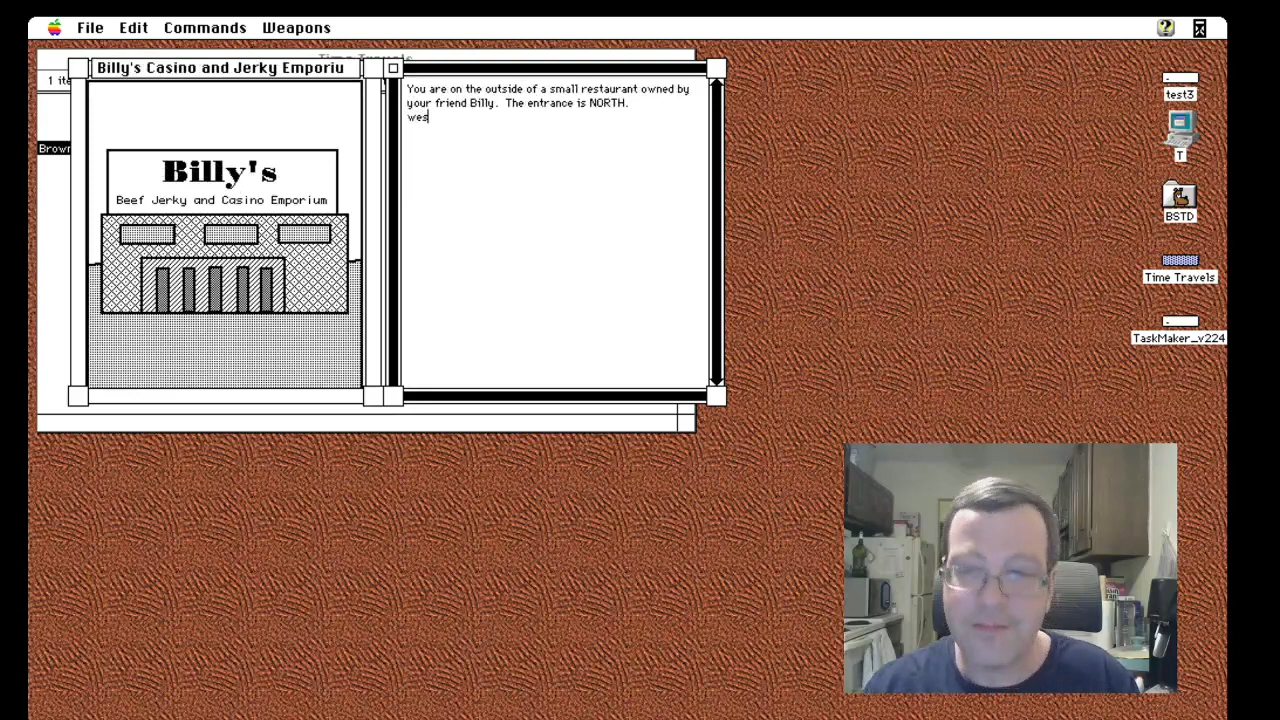 File Edit Commands Weapons
Time Travels
Billy's Casino and Jerky Emporiu
1 ite
Brown
You are on the outside of a small restaurant owned by
your friend Billy. The entrance is NORTH.
wes
Billy's
Beef Jerky and Casino Emporium
test3
T
BSTD
Time Travels
TaskMaker_v224